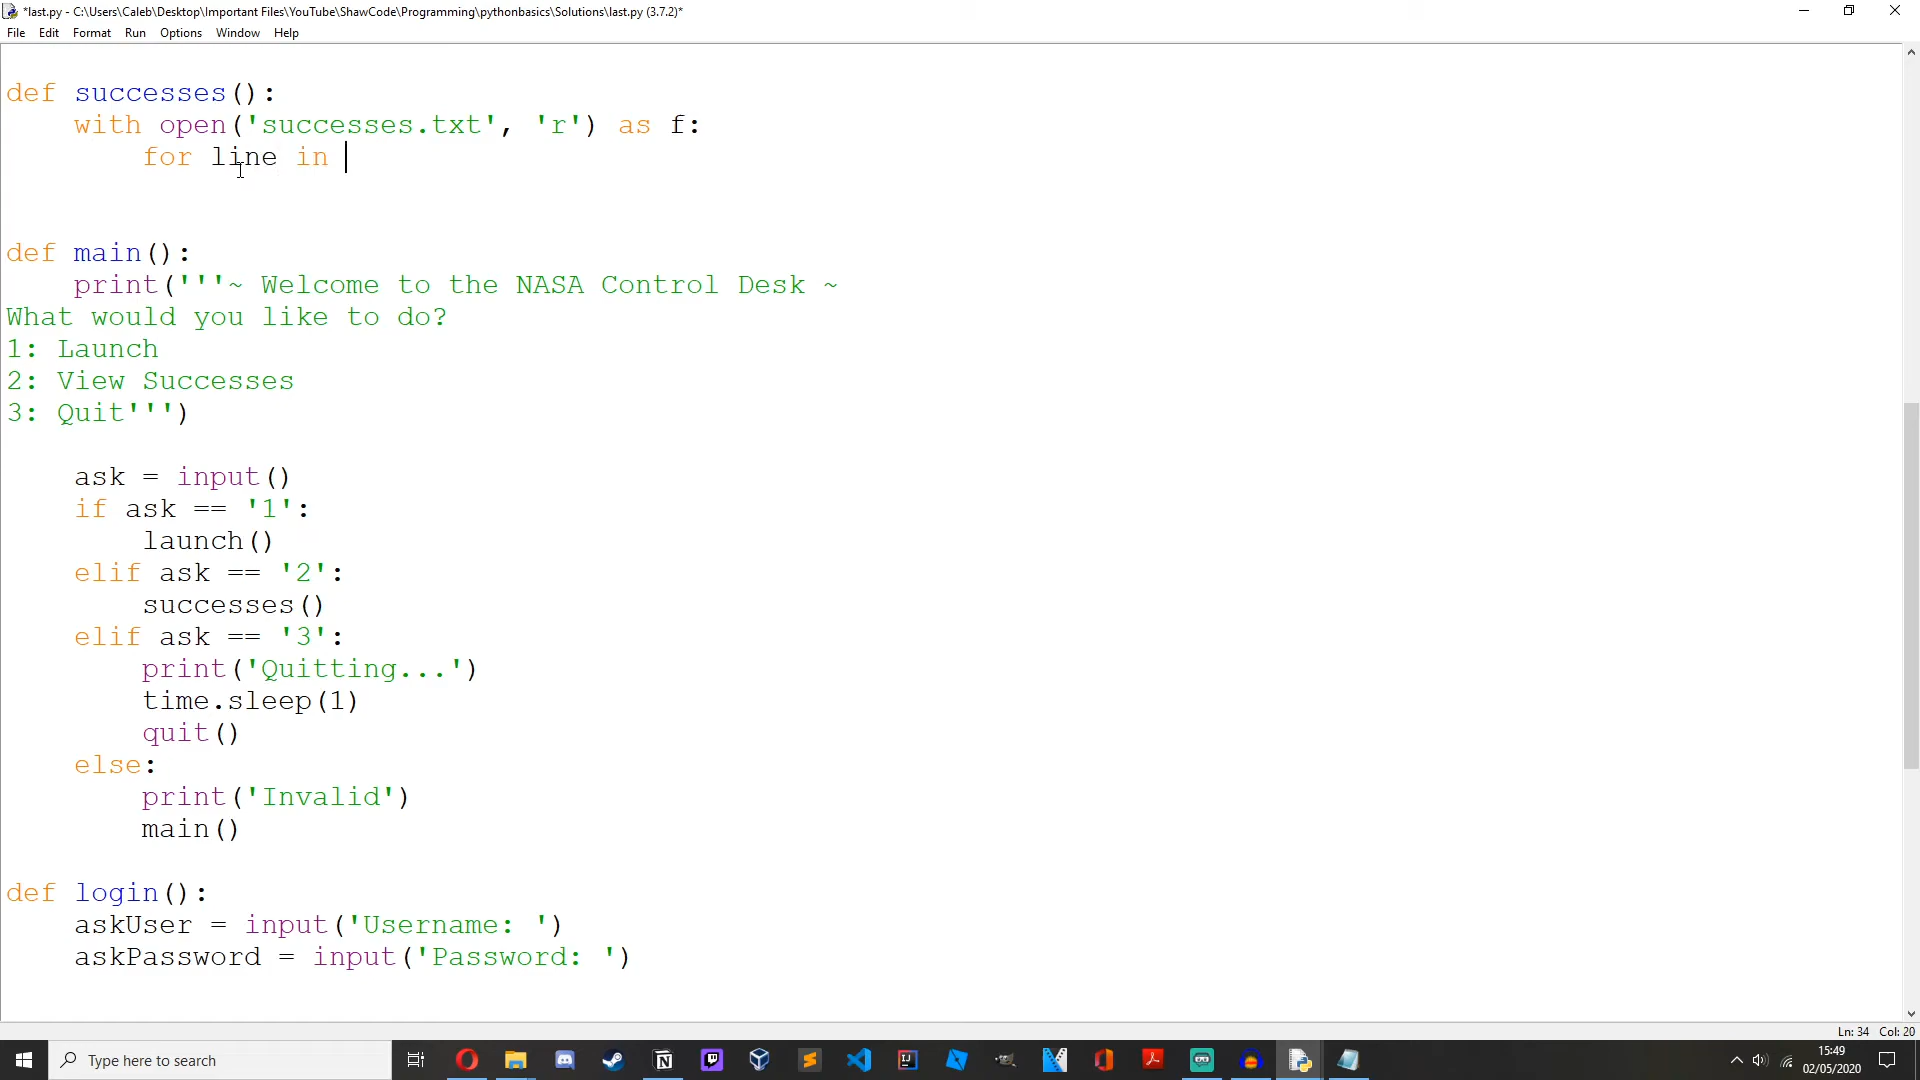 *last.py - C:\Users\Caleb\Desktop\Important Files\YouTube\ShawCode\Programming\pythonbasics\Solutions\last.py (3.7.2)*
File Edit Format Run Options Window Help
def successes():
    with open('successes.txt', 'r') as f:
        for line in
def main():
    print('''~ Welcome to the NASA Control Desk ~
What would you like to do?
1: Launch
2: View Successes
3: Quit''')
    ask = input()
    if ask == '1':
        launch()
    elif ask == '2':
        successes()
    elif ask == '3':
        print('Quitting...')
        time.sleep(1)
        quit()
    else:
        print('Invalid')
        main()
def login():
    askUser = input('Username: ')
    askPassword = input('Password: ')
Ln: 34 Col: 20
Type here to search
15:49
02/05/2020